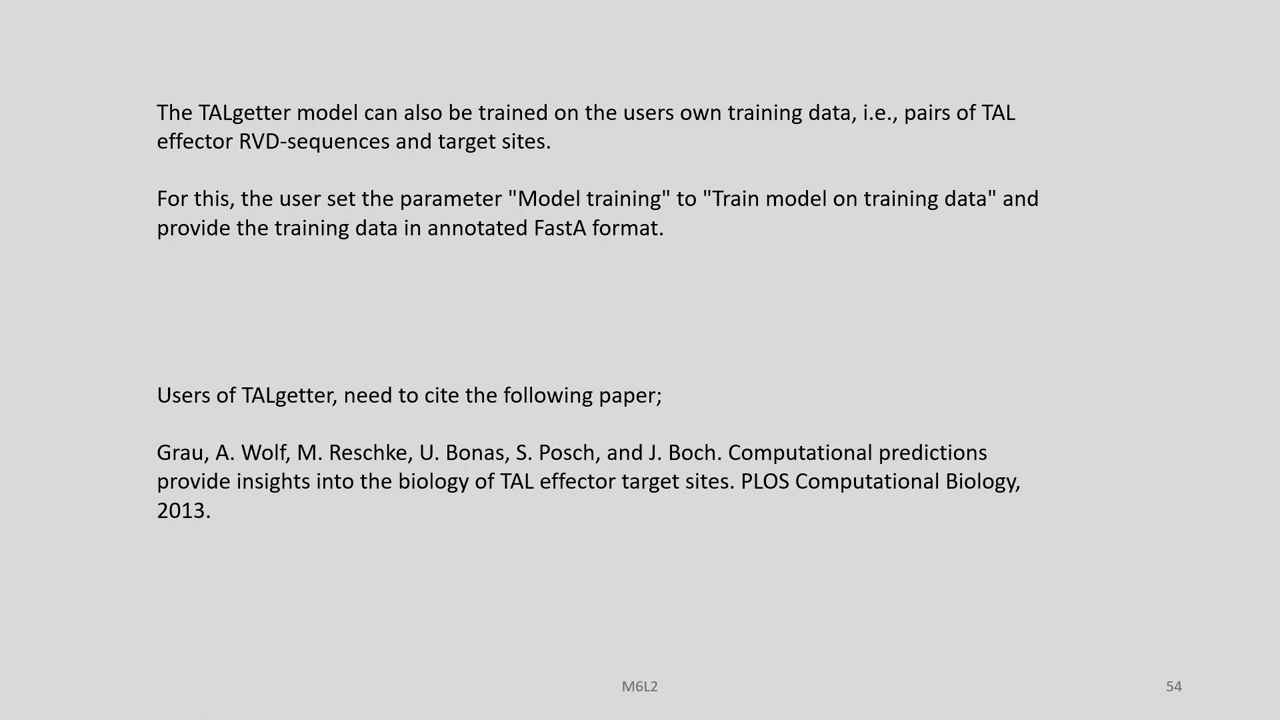 The TALgetter model can also be trained on the users own training data, i.e., pairs of TAL
effector RVD-sequences and target sites.
For this, the user set the parameter "Model training" to "Train model on training data" and
provide the training data in annotated FastA format.
Users of TALgetter, need to cite the following paper;
Grau, A. Wolf, M. Reschke, U. Bonas, S. Posch, and J. Boch. Computational predictions
provide insights into the biology of TAL effector target sites. PLOS Computational Biology,
2013.
M6L2
54